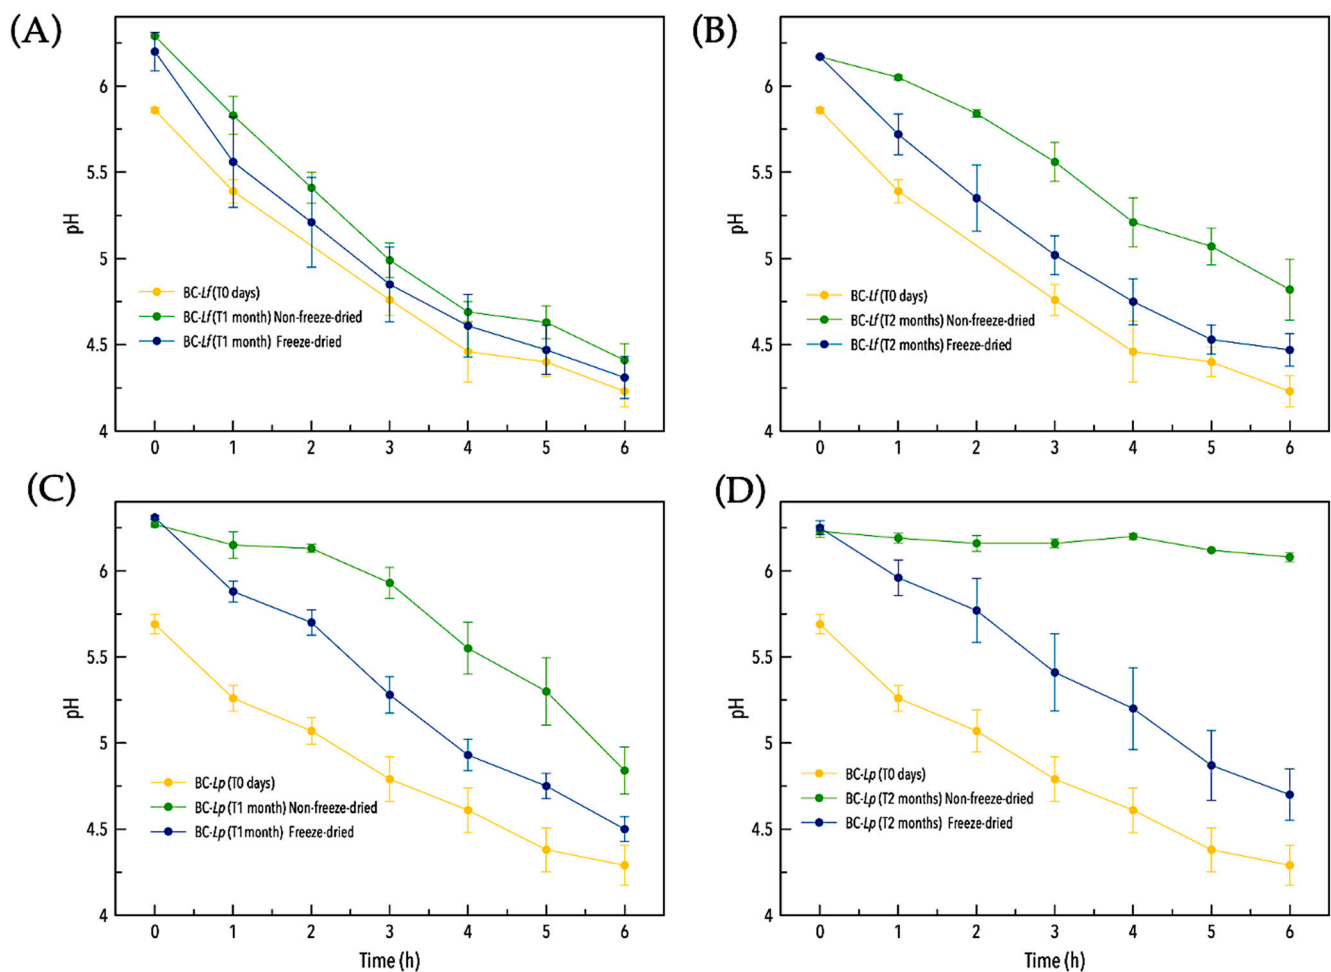 (A)
6
5.5
5
4.5
4
pH
BC-Lf (T0 days)
BC-Lf (T1 month) Non-freeze-dried
BC-Lf (T1 month) Freeze-dried
0 1 2 3 4 5 6
(B)
6
5.5
5
4.5
4
pH
BC-Lf (T0 days)
BC-Lf (T2 months) Non-freeze-dried
BC-Lf (T2 months) Freeze-dried
0 1 2 3 4 5 6
(C)
6
5.5
5
4.5
4
pH
BC-Lp (T0 days)
BC-Lp (T1 month) Non-freeze-dried
BC-Lp (T1month) Freeze-dried
0 1 2 3 4 5 6
Time (h)
(D)
6
5.5
5
4.5
4
pH
BC-Lp (T0 days)
BC-Lp (T2 months) Non-freeze-dried
BC-Lp (T2 months) Freeze-dried
0 1 2 3 4 5 6
Time (h)